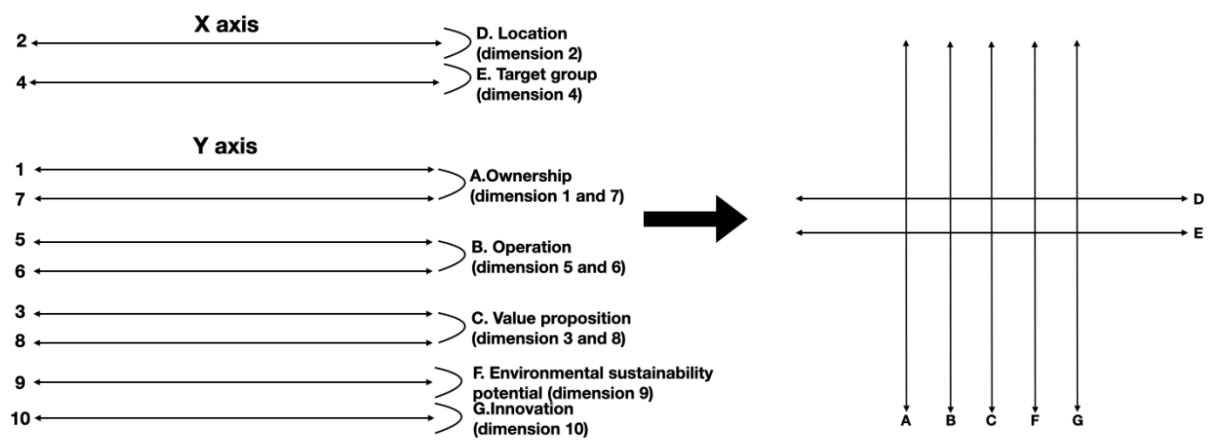 X axis
2
D. Location
(dimension 2)
4
E. Target group
(dimension 4)
Y axis
1
7
A.Ownership
(dimension 1 and 7)
5
6
B. Operation
(dimension 5 and 6)
3
8
C. Value proposition
(dimension 3 and 8)
9
F. Environmental sustainability
potential (dimension 9)
10
G.Innovation
(dimension 10)
D
E
A B C F G